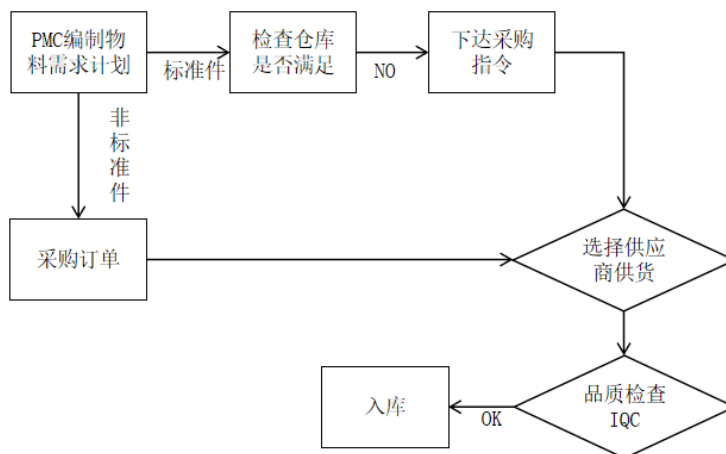 PMC编制物
料需求计划
标准件
检查仓库
是否满足
NO
下达采购
指令
非
标
准
件
采购订单
选择供应
商供货
品质检查
IQC
OK
入库